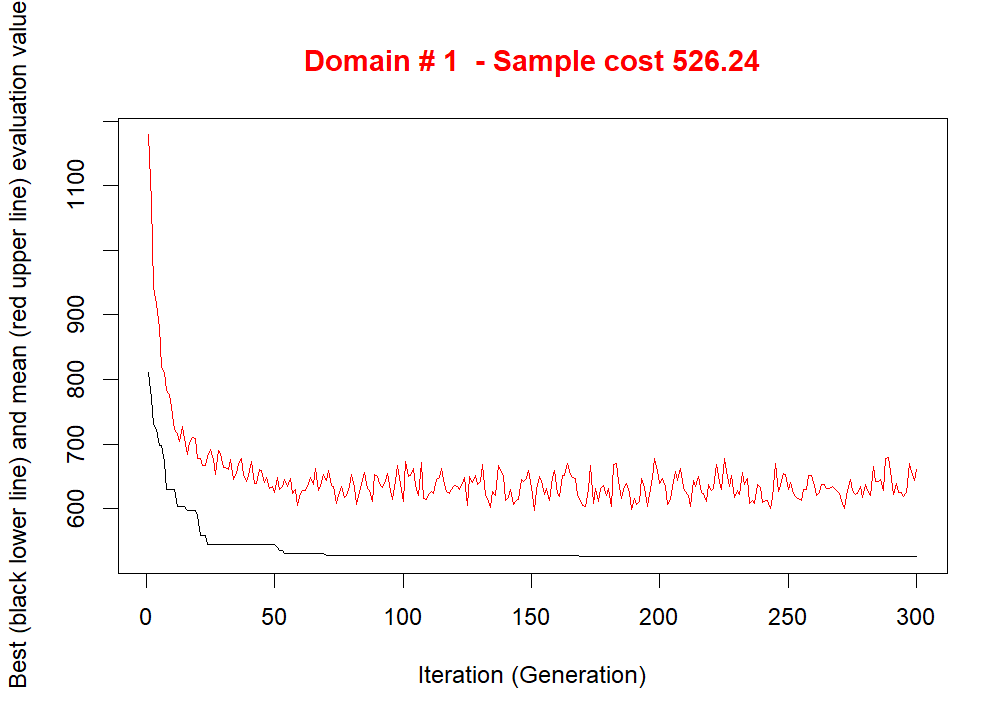 Domain # 1  - Sample cost 526.24
Best (black lower line) and mean (red upper line) evaluation value
1100
900
800
700
600
0 50 100 150 200 250 300
Iteration (Generation)